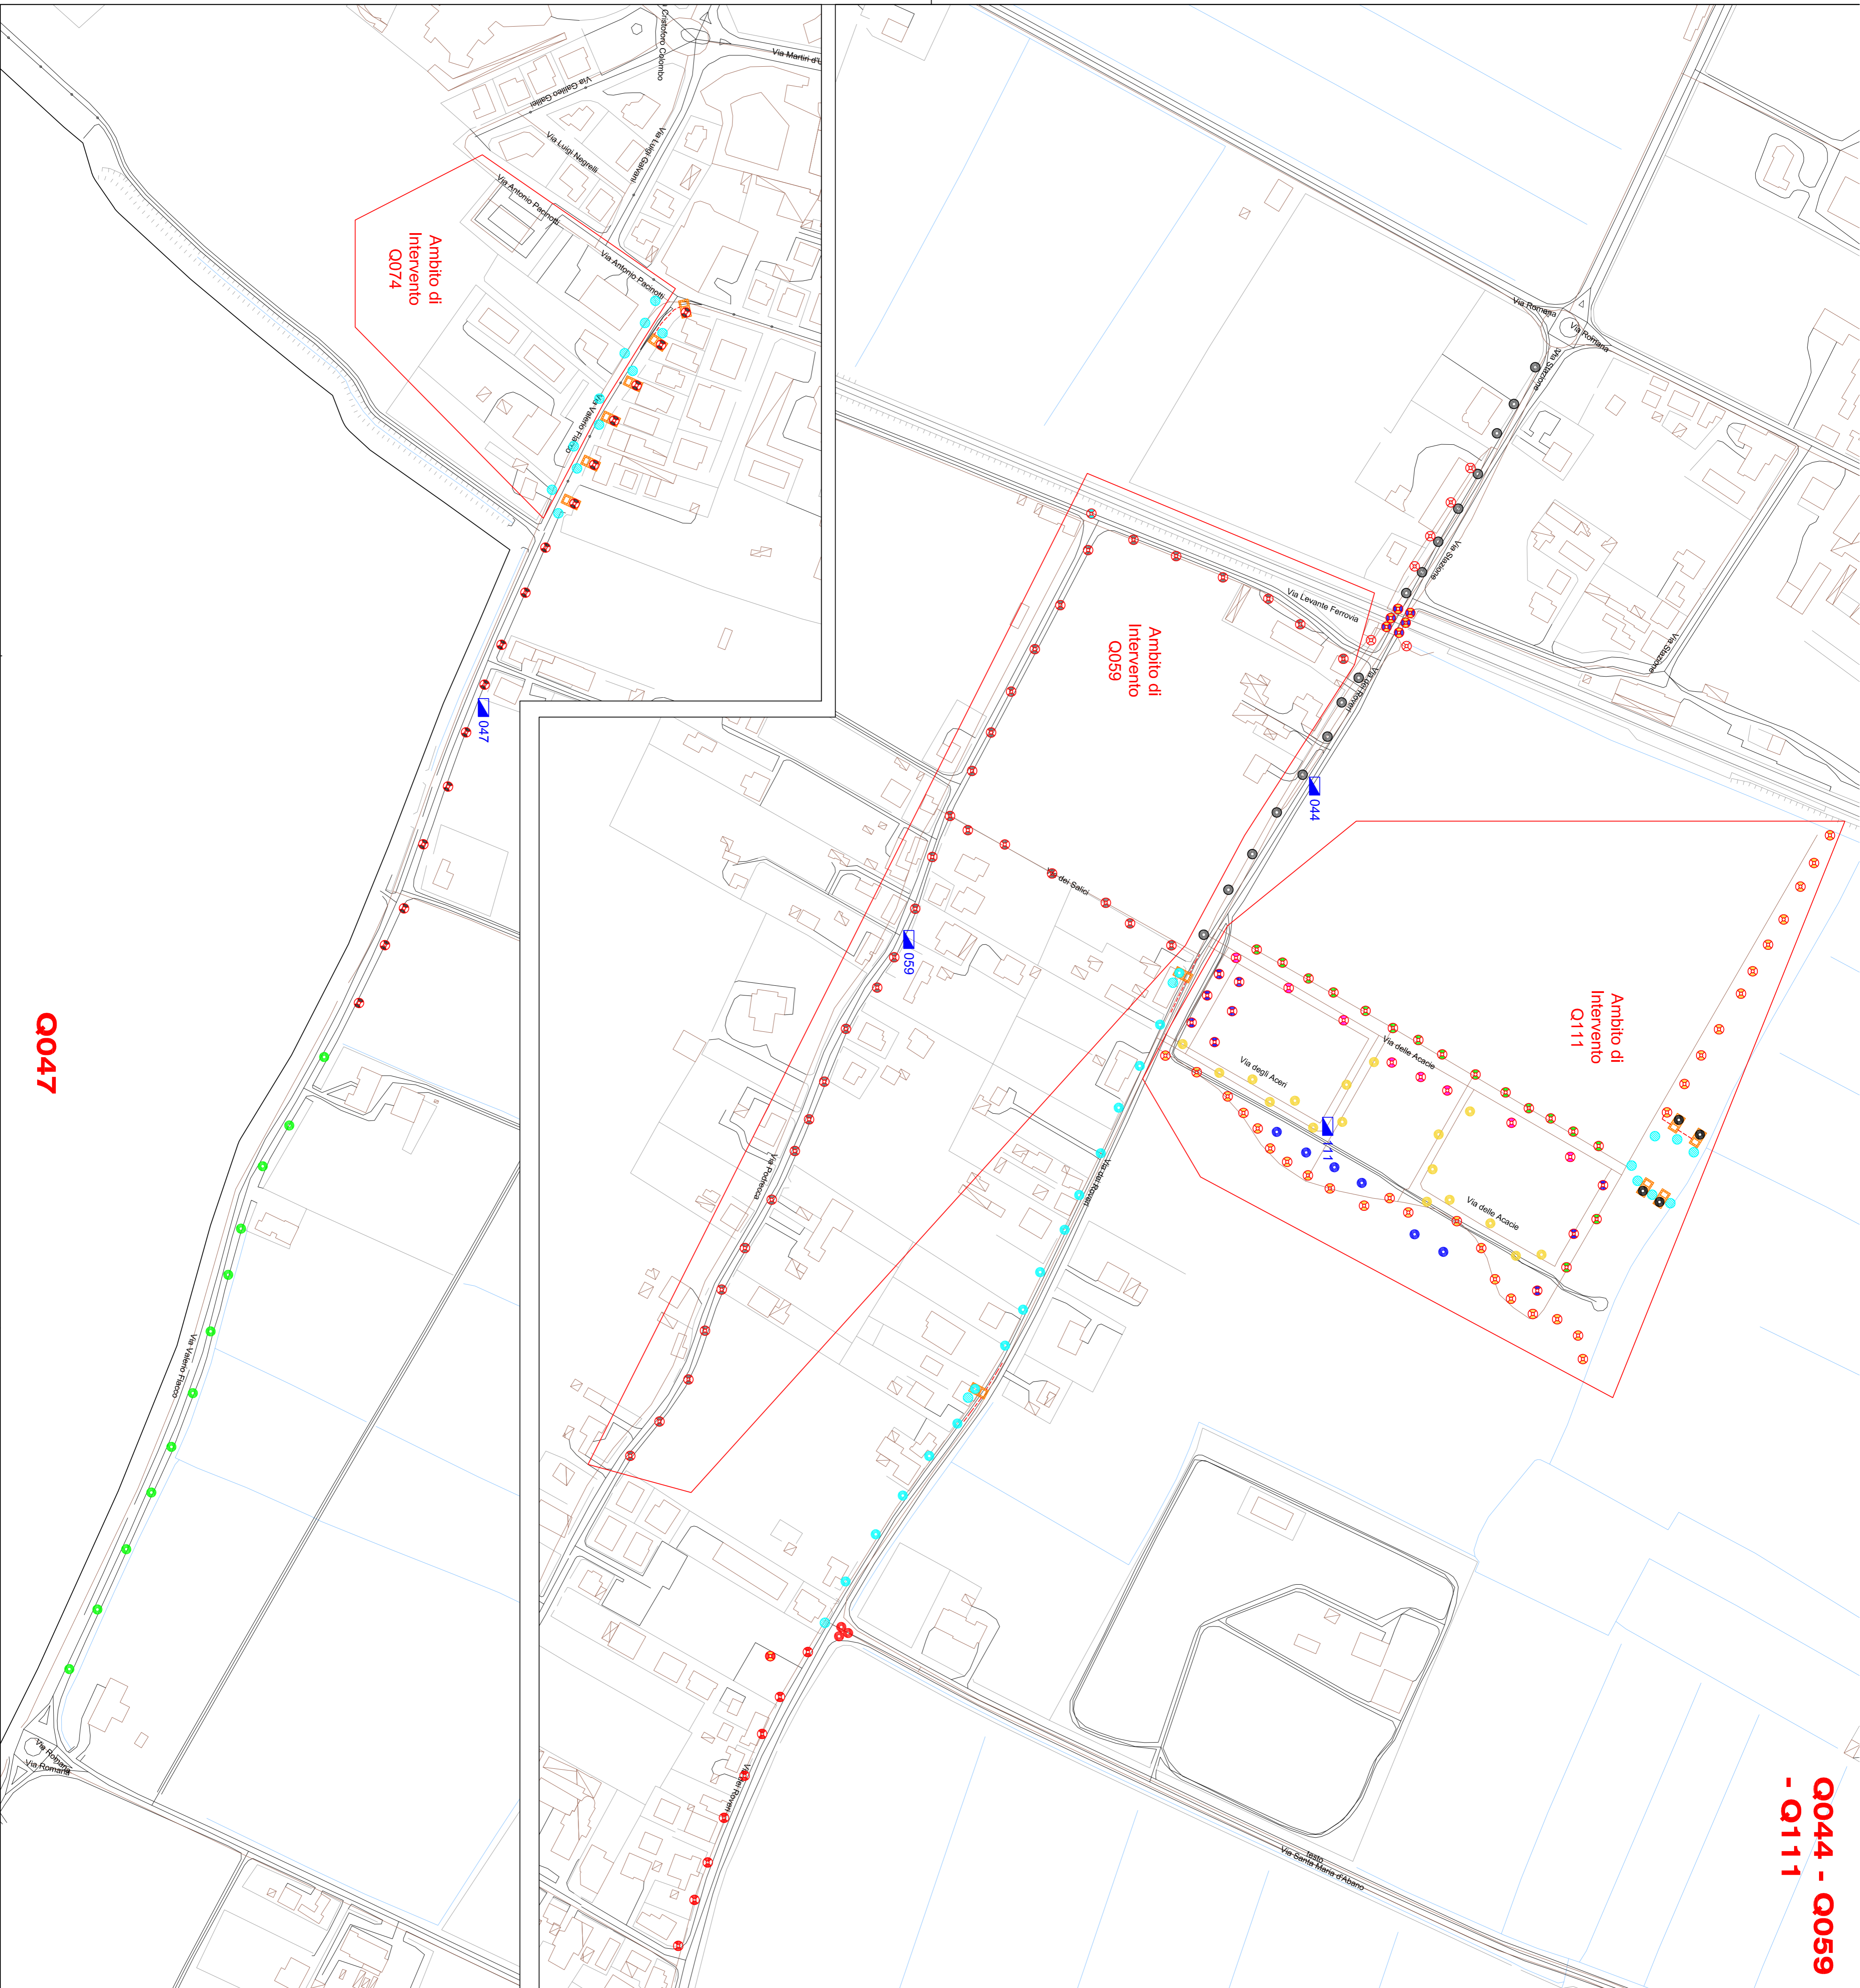 Q044 - Q059
- Q111
Q047
Ambito di
Intervento
Q111
Ambito di
Intervento
Q059
Ambito di
Intervento
Q074
044
059
111
047
Via Romana
Via Romana
Via Stazione
Via Stazione
Via Stazione
Via Levante Ferrovia
Via dei Roveri
Via dei Salici
Via degli Aceri
Via delle Acacie
Via delle Acacie
Via dei Roveri
Via Podrecca
Via dei Roveri
testo
Via Santa Maria d'Abano
Via Martiri d'U
Cristoforo Colombo
Via Galileo Galilei
Via Luigi Negrelli
Via Luigi Galvani
Via Antonio Pacinotti
Via Antonio Pacinotti
Via Valerio Flacco
Via Valerio Flacco
Via Romana
Via Romana